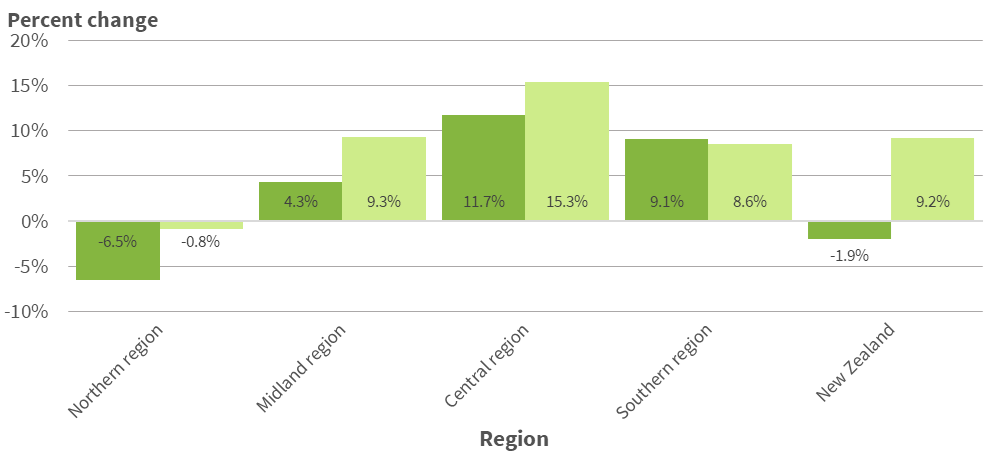 Percent change
20%
15%
10%
5%
0%
-5%
-10%
-6.5%
-0.8%
4.3%
9.3%
11.7%
15.3%
9.1%
8.6%
-1.9%
9.2%
Northern region
Midland region
Central region
Southern region
New Zealand
Region